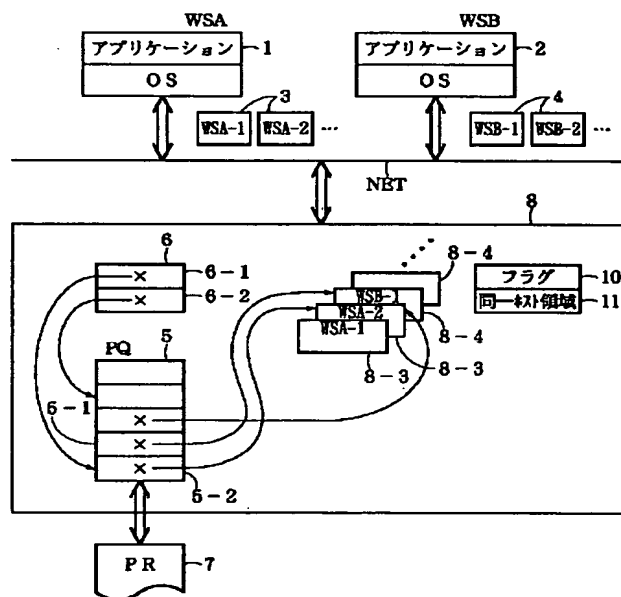 WSA
WSB
アプリケーション
1
アプリケーション
2
OS
OS
3
4
WSA-1
WSA-2
…
WSB-1
WSB-2
…
NET
8
6
6-1
6-2
8-4
フラグ
10
同一ホスト領域
11
WSB-1
WSA-2
WSA-1
8-4
8-3
8-3
PQ
5
5-1
5-2
PR
7